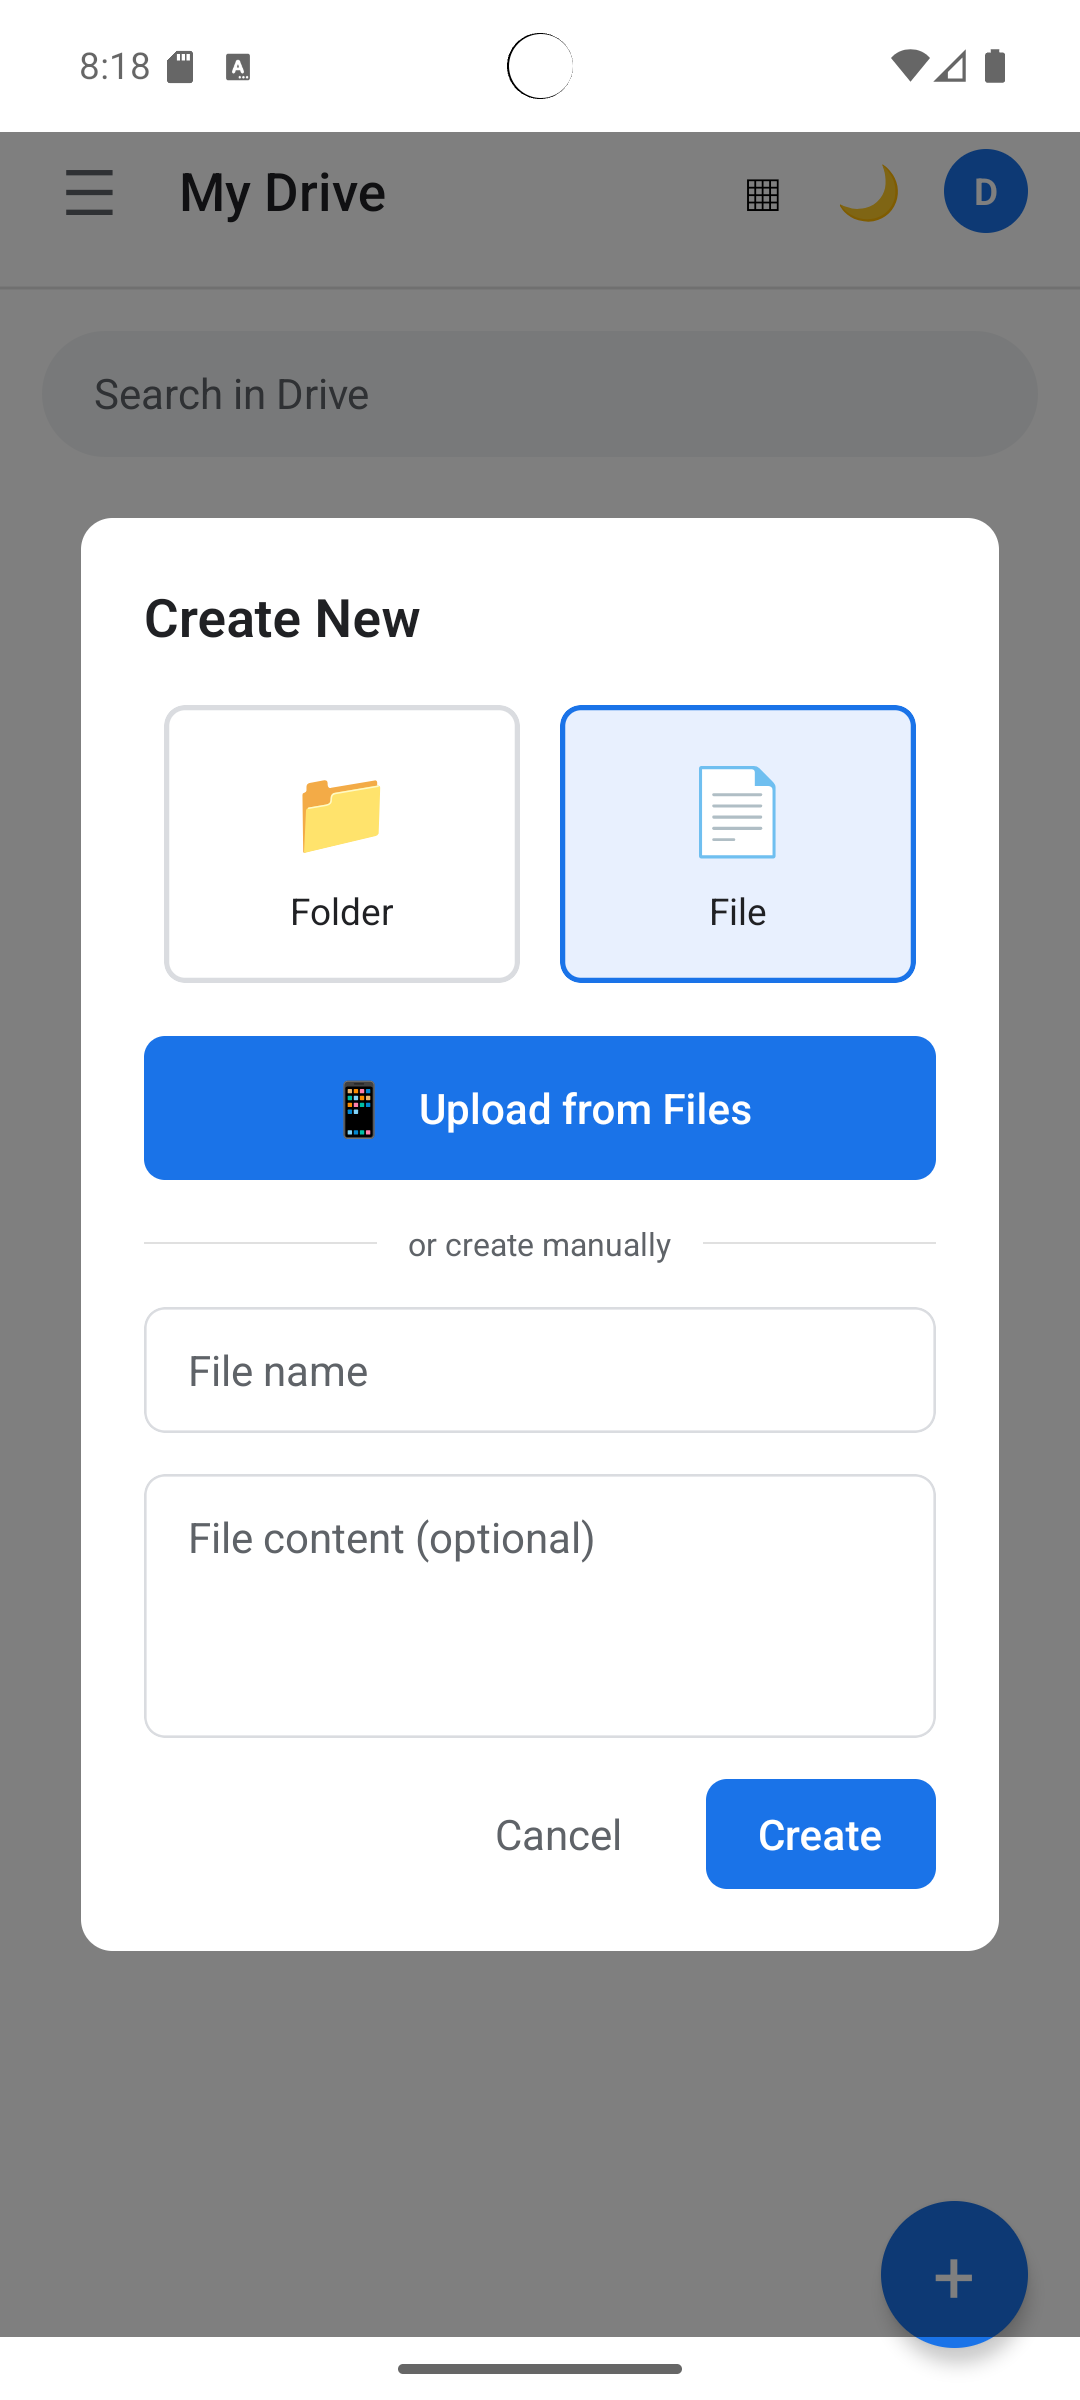 8:18
My Drive
D
Search in Drive
Create New
Folder
File
Upload from Files
or create manually
File name
File content (optional)
Cancel
Create
+